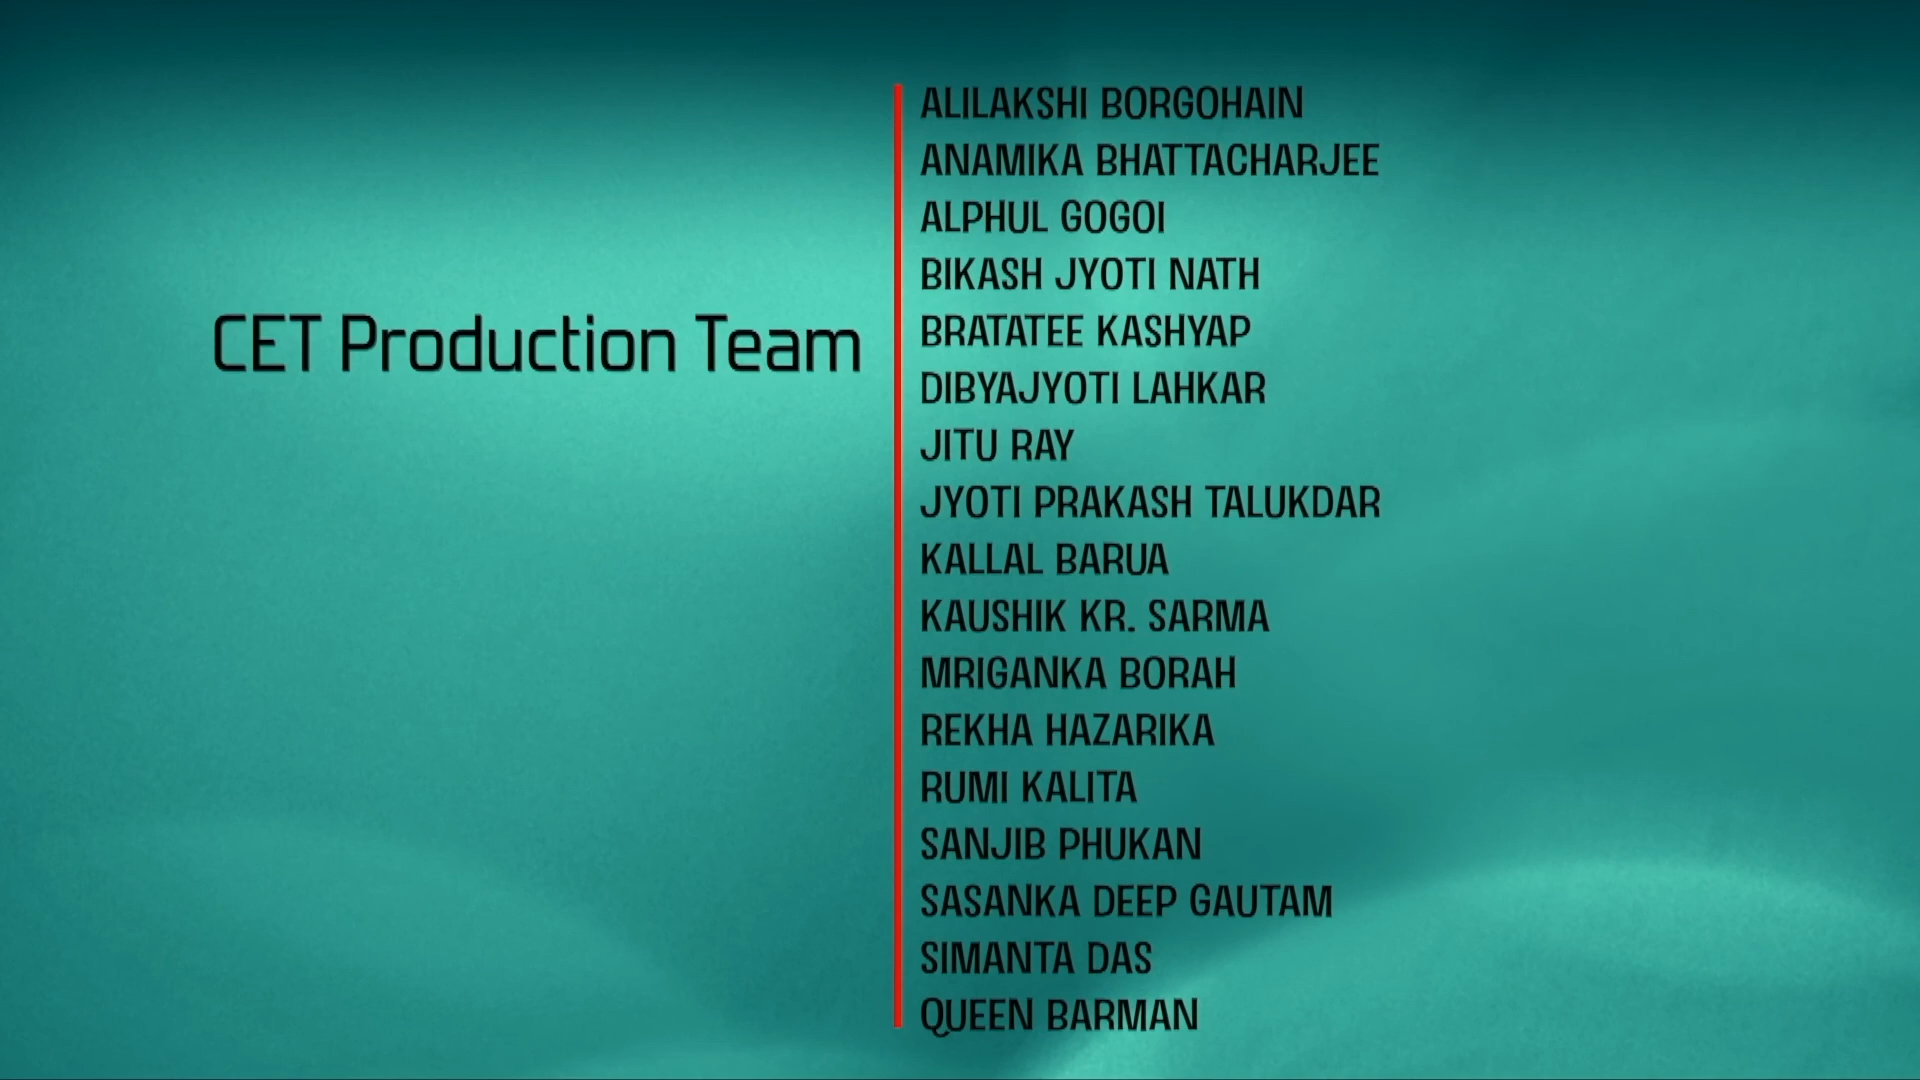 CET Production Team
ALILAKSHI BORGOHAIN
ANAMIKA BHATTACHARJEE
ALPHUL GOGOI
BIKASH JYOTI NATH
BRATATEE KASHYAP
DIBYAJYOTI LAHKAR
JITU RAY
JYOTI PRAKASH TALUKDAR
KALLAL BARUA
KAUSHIK KR. SARMA
MRIGANKA BORAH
REKHA HAZARIKA
RUMI KALITA
SANJIB PHUKAN
SASANKA DEEP GAUTAM
SIMANTA DAS
QUEEN BARMAN